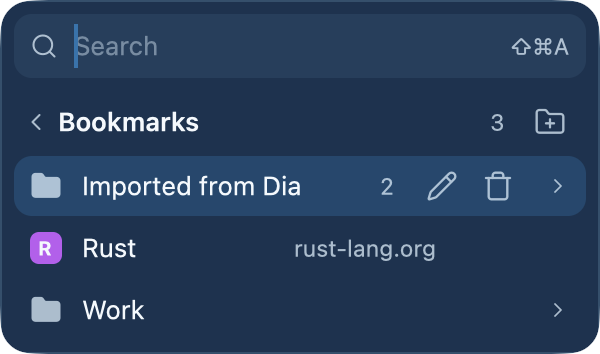 Search ⇧⌘A
Bookmarks 3
Imported from Dia 2
R Rust rust-lang.org
Work